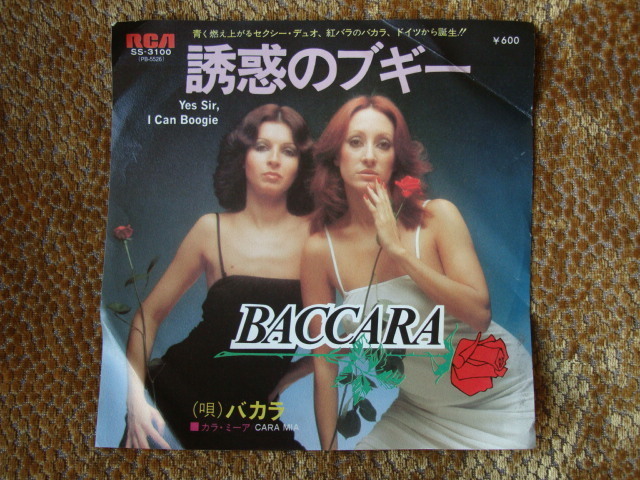 青く燃え上がるセクシー・デュオ、紅バラのバカラ、ドイツから誕生!!
RCA
SS-3100
(PB-5526)
¥600
誘惑のブギー
Yes Sir,
I Can Boogie
BACCARA
(唄)バカラ
■カラ・ミーア CARA MIA